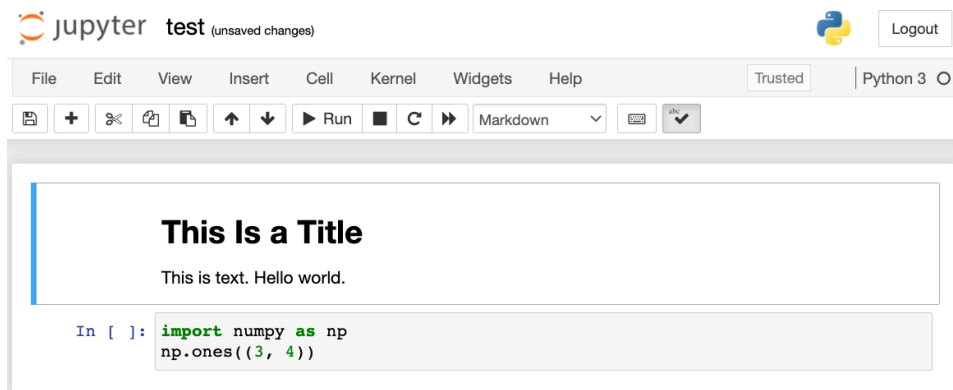 jupyter test (unsaved changes) Logout
File Edit View Insert Cell Kernel Widgets Help Trusted Python 3
Run Markdown abc
This Is a Title
This is text. Hello world.
In [ ]: import numpy as np
np.ones((3, 4))